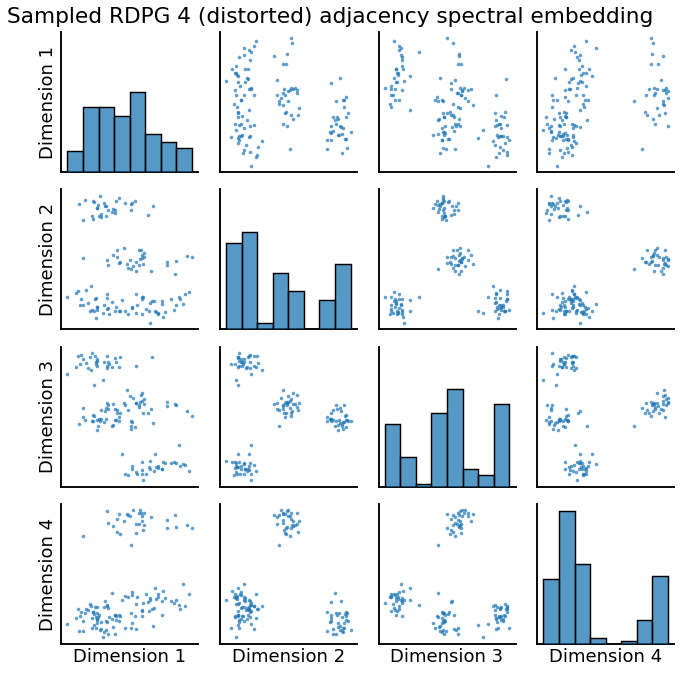 Sampled RDPG 4 (distorted) adjacency spectral embedding
Dimension 1
Dimension 2
Dimension 3
Dimension 4
Dimension 1 Dimension 2 Dimension 3 Dimension 4